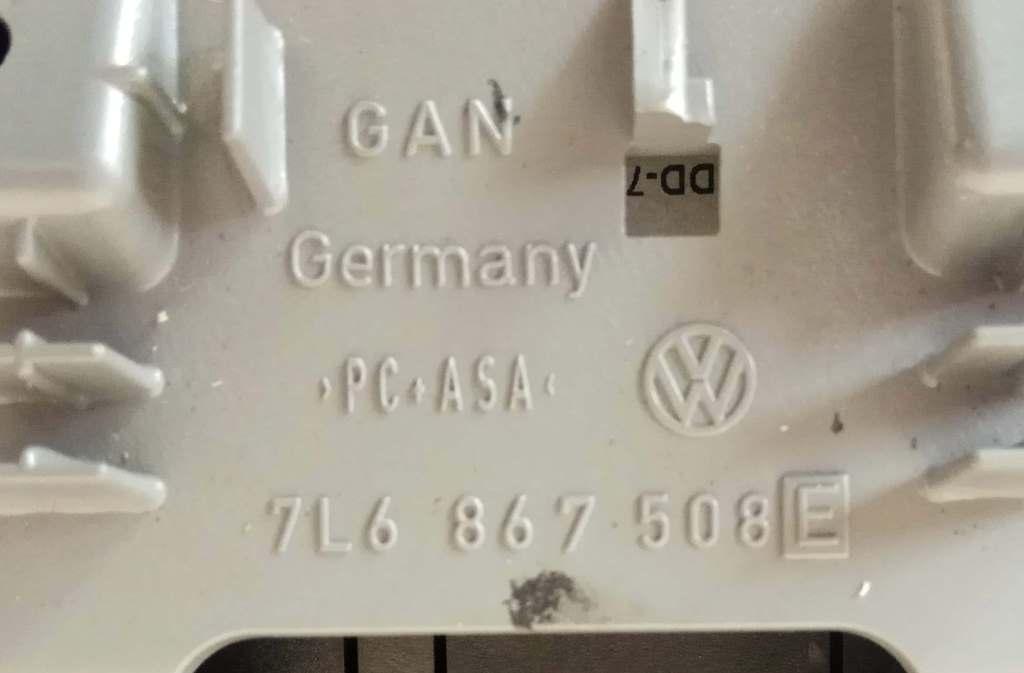 GAN
DD-7
Germany
>PC+ASA<
7L6 867 508 E